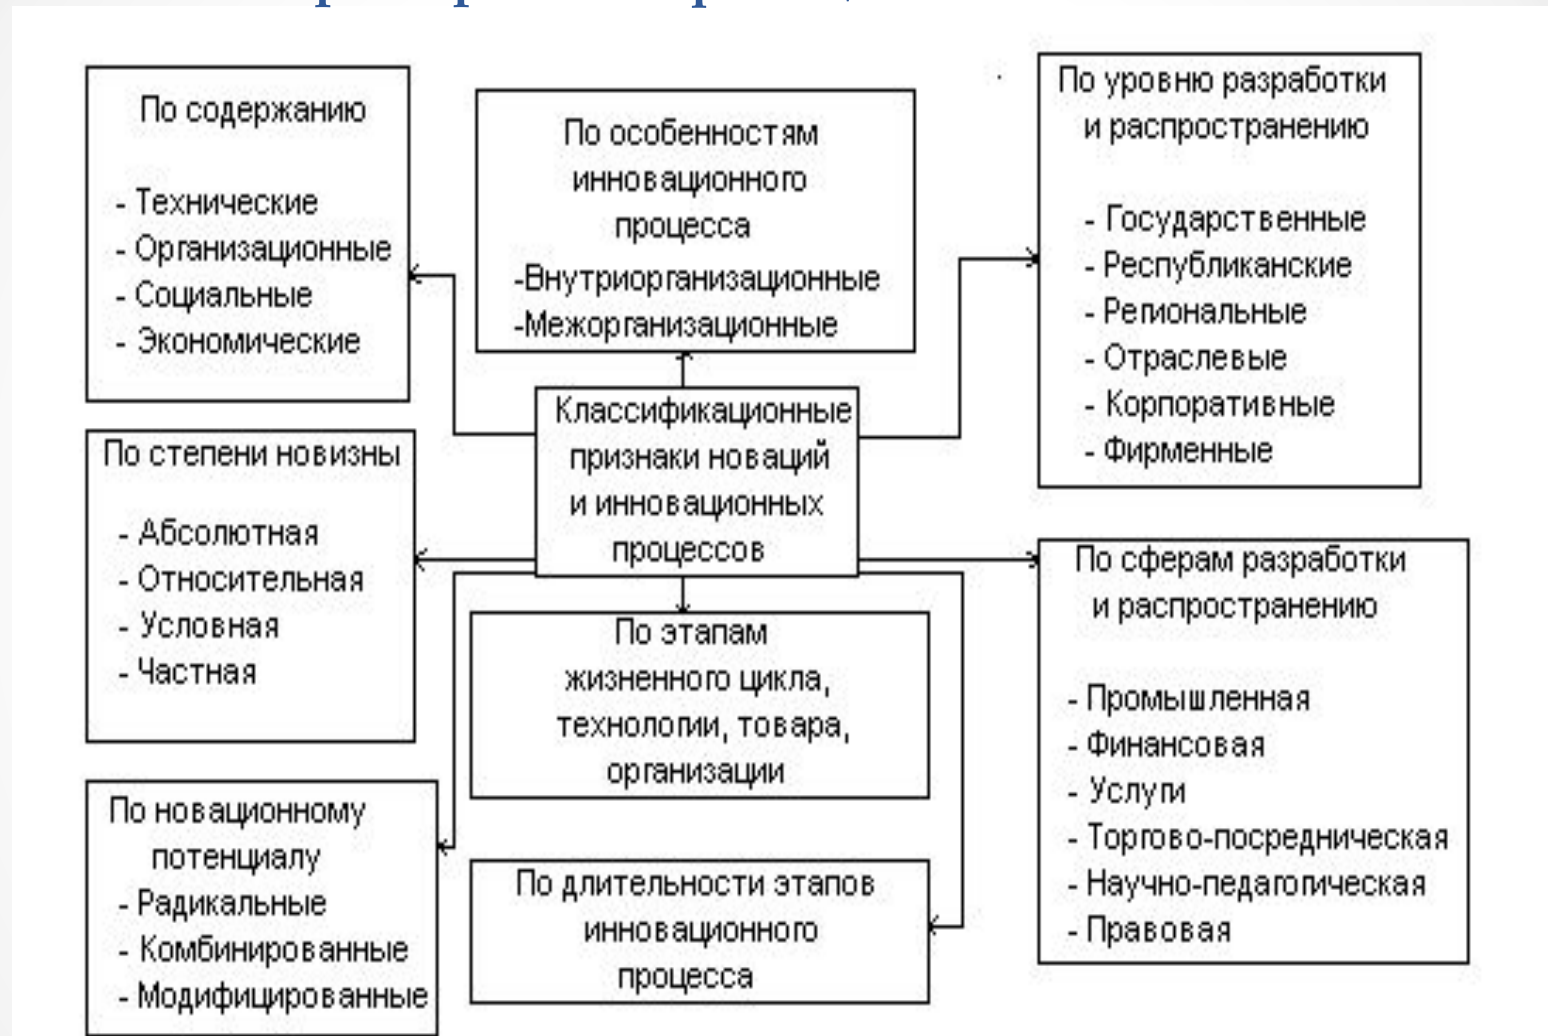 По содержанию
- Технические
- Организационные
- Социальные
- Экономические
По особенностям
инновационного
процесса
-Внутриорганизационные
-Межорганизационные
По уровню разработки
и распространению
- Государственные
- Республиканские
- Региональные
- Отраслевые
- Корпоративные
- Фирменные
Классификационные
признаки новаций
и инновационных
процессов
По степени новизны
- Абсолютная
- Относительная
- Условная
- Частная
По этапам
жизненного цикла,
технологии, товара,
организации
По сферам разработки
и распространению
- Промышленная
- Финансовая
- Услуги
- Торгово-посредническая
- Научно-педагогическая
- Правовая
По новационному
потенциалу
- Радикальные
- Комбинированные
- Модифицированные
По длительности этапов
инновационного
процесса